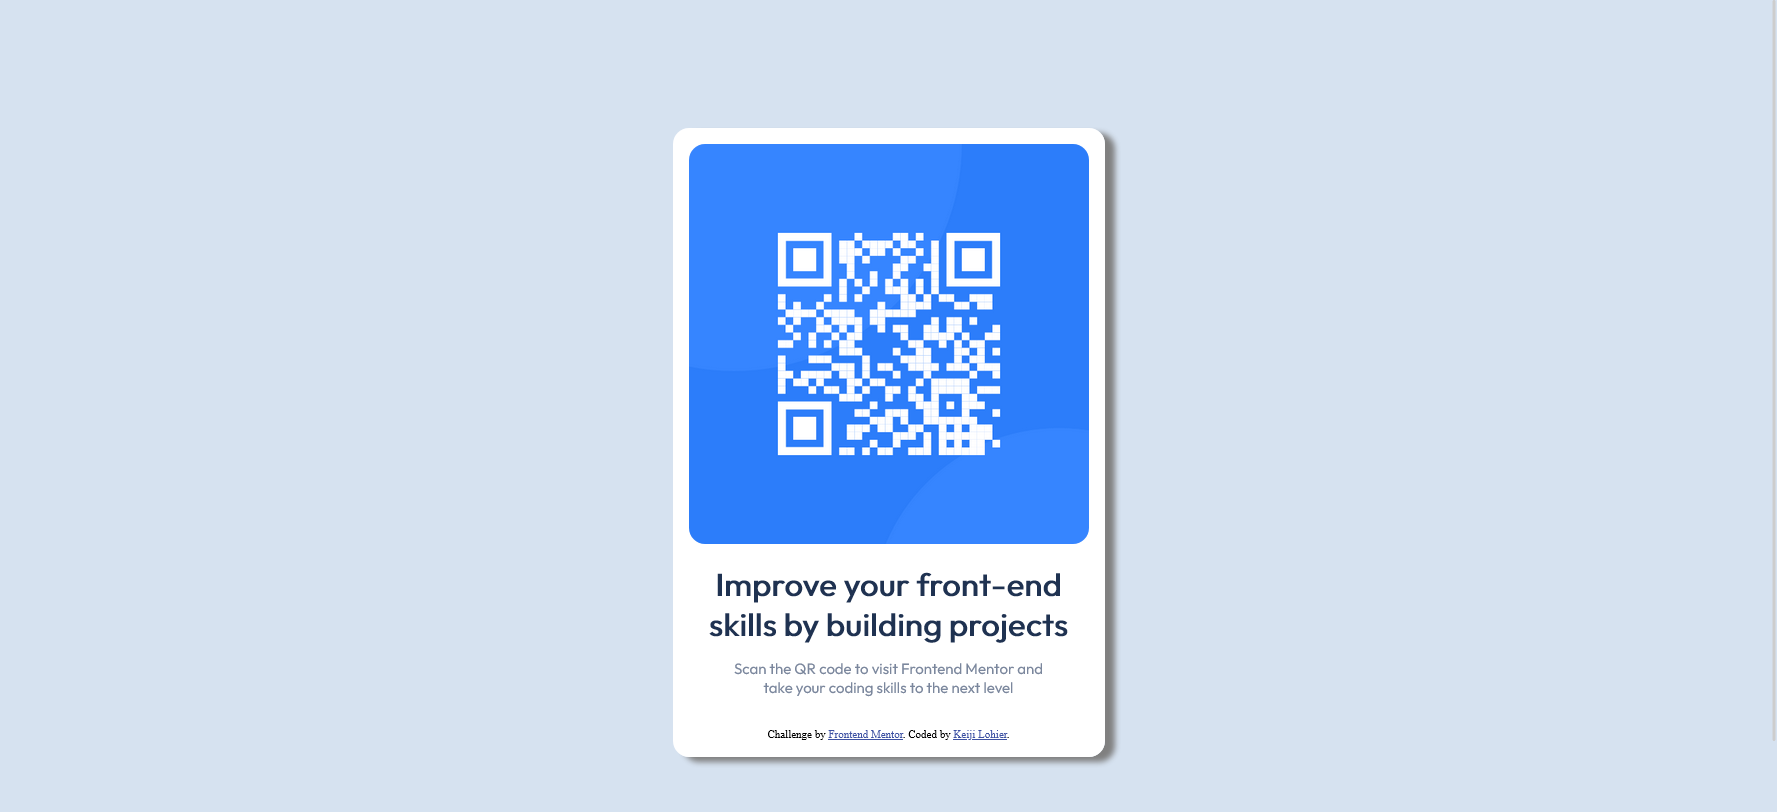 Improve your front-end
skills by building projects
Scan the QR code to visit Frontend Mentor and
take your coding skills to the next level
Challenge by Frontend Mentor. Coded by Keiji Lohier.